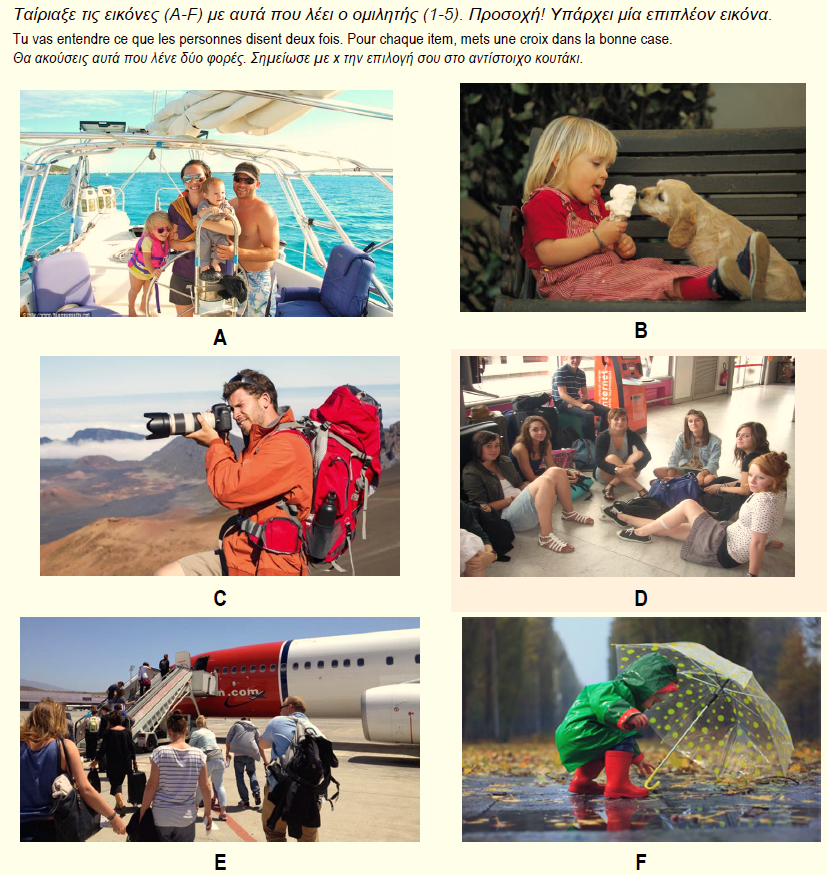 Ταίριαξε τις εικόνες (A-F) με αυτά που λέει ο ομιλητής (1-5). Προσοχή! Υπάρχει μία επιπλέον εικόνα.
Tu vas entendre ce que les personnes disent deux fois. Pour chaque item, mets une croix dans la bonne case.
Θα ακούσεις αυτά που λένε δύο φορές. Σημείωσε με x την επιλογή σου στο αντίστοιχο κουτάκι.
A
B
internet
C
D
n.com
E
F